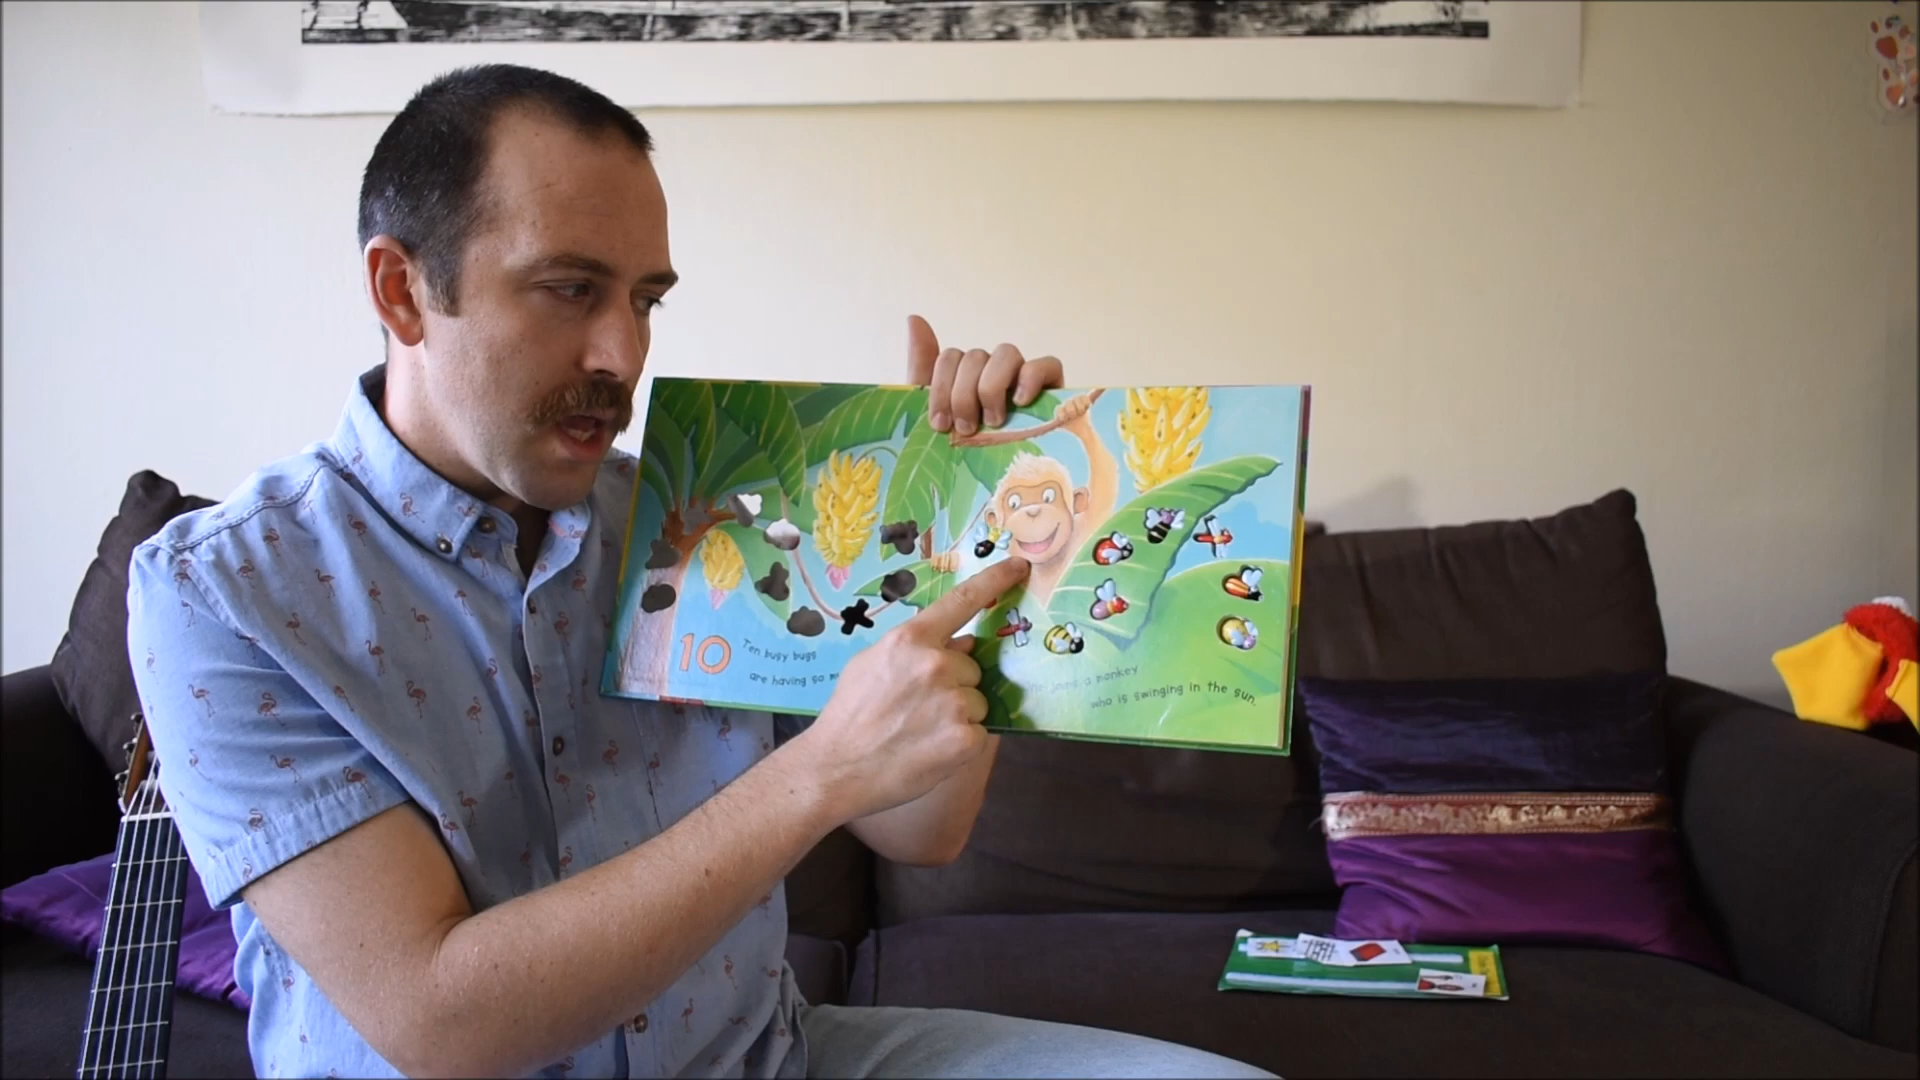 10
Ten busy bugs
are having so
a monkey
who is swinging in the sun.